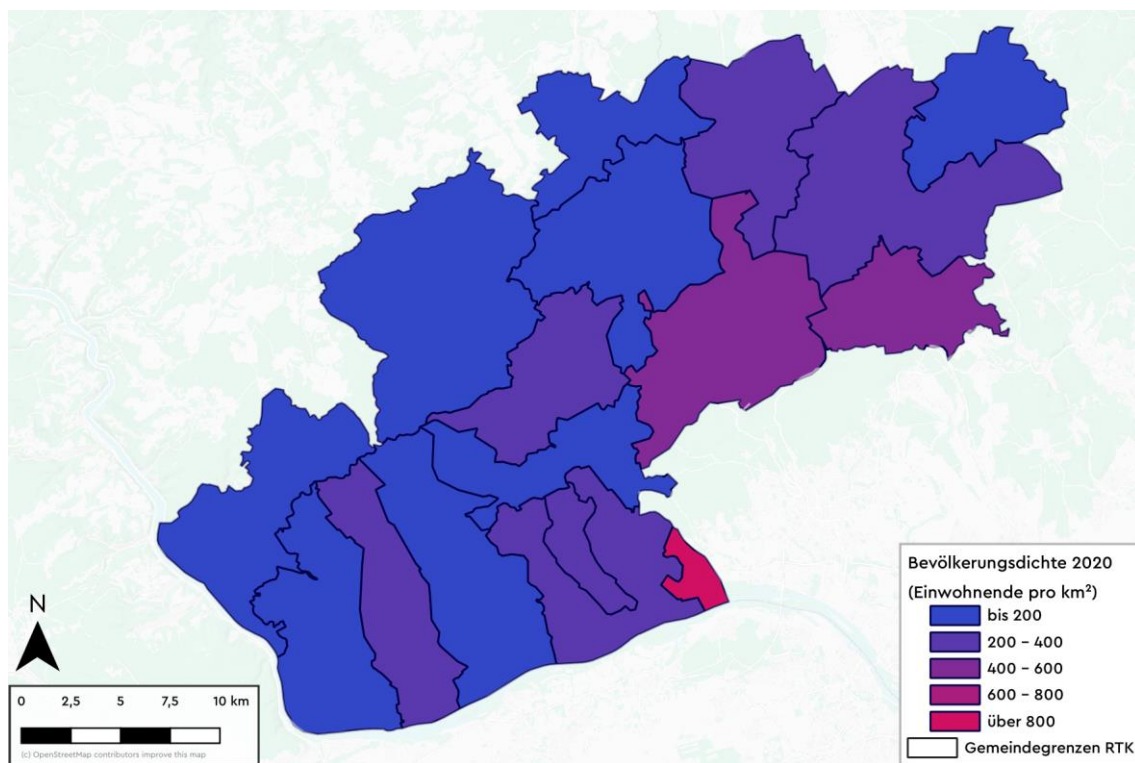 N
0 2,5 5 7,5 10 km
(c) OpenStreetMap contributors improve this map
Bevölkerungsdichte 2020
(Einwohnende pro km²)
bis 200
200 – 400
400 – 600
600 – 800
über 800
Gemeindegrenzen RTK